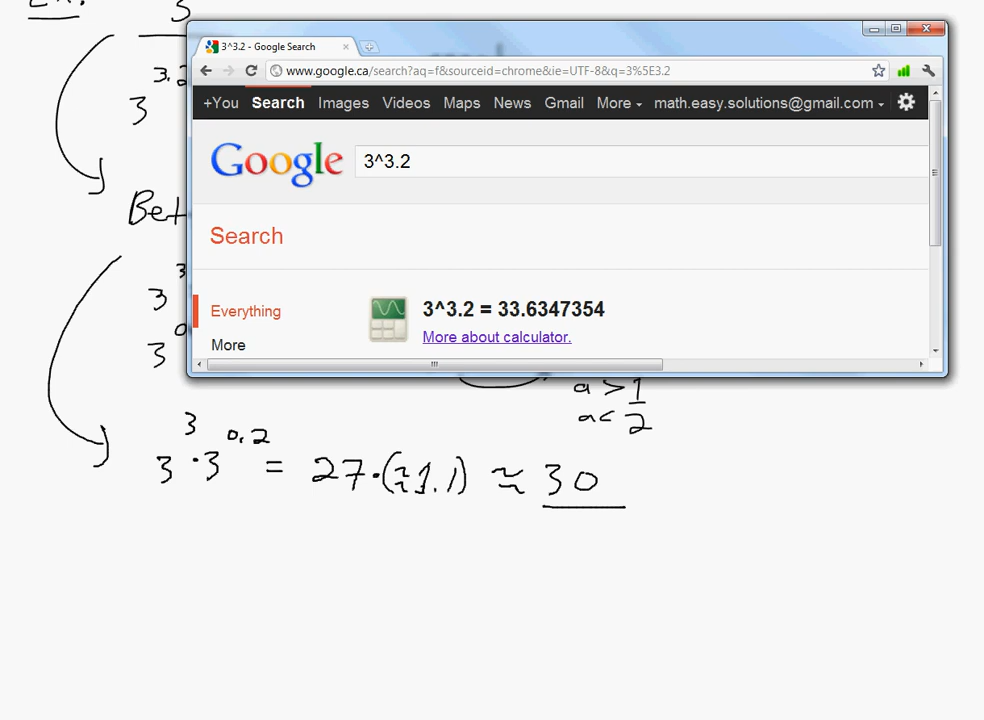 Ex:
3
3^3.2 - Google Search
3.2
3
www.google.ca/search?aq=f&sourceid=chrome&ie=UTF-8&q=3%5E3.2
+You Search Images Videos Maps News Gmail More math.easy.solutions@gmail.com
Google 3^3.2
Bet
Search
3
3
Everything
3^3.2 = 33.6347354
0
3
More
More about calculator.
a > 1
a < 2
3³ · 3^0.2 = 27·(≈1.1) ≈ 30